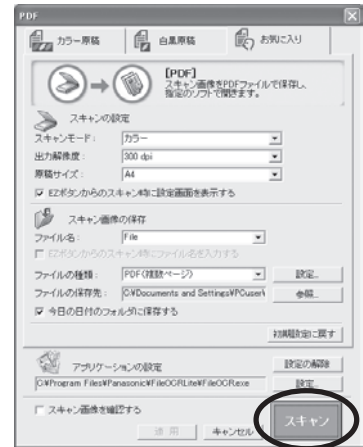 PDF
カラー原稿 白黒原稿 お気に入り
[PDF]
スキャン画像をPDFファイルで保存し、
指定のソフトで開きます。
スキャンの設定
スキャンモード： カラー
出力解像度： 300 dpi
原稿サイズ： A4
EZボタンからのスキャン時に設定画面を表示する
スキャン画像の保存
ファイル名： File
EZボタンからのスキャン時にファイル名を入力する
ファイルの種類： PDF(複数ページ) 設定...
ファイルの保存先： C:¥Documents and Settings¥PCuser¥ 参照...
今日の日付のフォルダに保存する
初期設定に戻す
アプリケーションの設定 設定の解除
C:¥Program Files¥Panasonic¥FileOCRLite¥FileOCR.exe 設定...
スキャン画像を確認する
適用 キャンセル スキャン